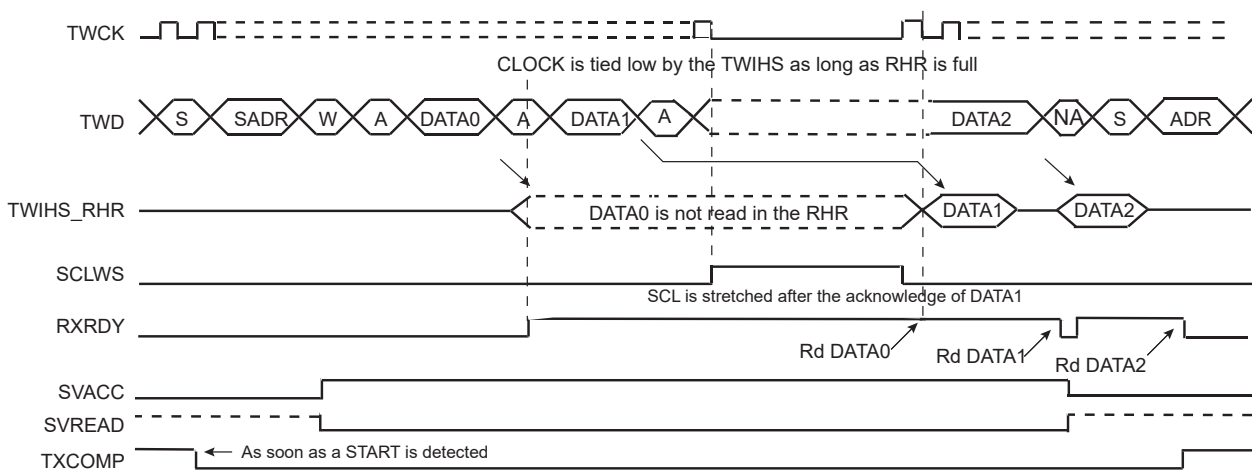 TWCK
CLOCK is tied low by the TWIHS as long as RHR is full
TWD
S
SADR
W
A
DATA0
A
DATA1
A
DATA2
NA
S
ADR
TWIHS_RHR
DATA0 is not read in the RHR
DATA1
DATA2
SCLWS
SCL is stretched after the acknowledge of DATA1
RXRDY
Rd DATA0
Rd DATA1
Rd DATA2
SVACC
SVREAD
TXCOMP
As soon as a START is detected